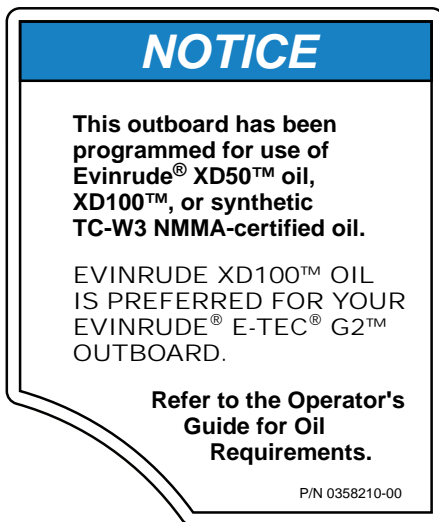 NOTICE
This outboard has been
programmed for use of
Evinrude® XD50™ oil,
XD100™, or synthetic
TC-W3 NMMA-certified oil.
EVINRUDE XD100™ OIL
IS PREFERRED FOR YOUR
EVINRUDE® E-TEC® G2™
OUTBOARD.
Refer to the Operator's
Guide for Oil
Requirements.
P/N 0358210-00